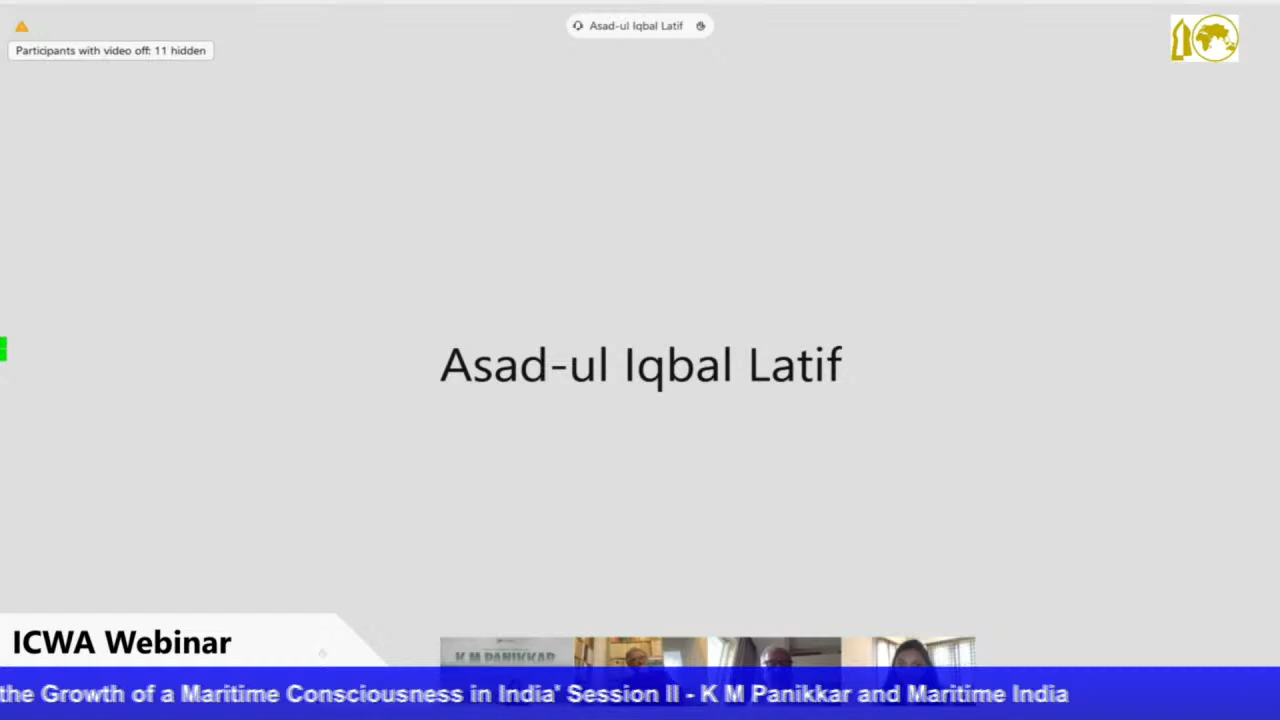 Asad-ul Iqbal Latif
Participants with video off: 11 hidden
Asad-ul Iqbal Latif
ICWA Webinar
K M PANIKKAR
the Growth of a Maritime Consciousness in India' Session II - K M Panikkar and Maritime India